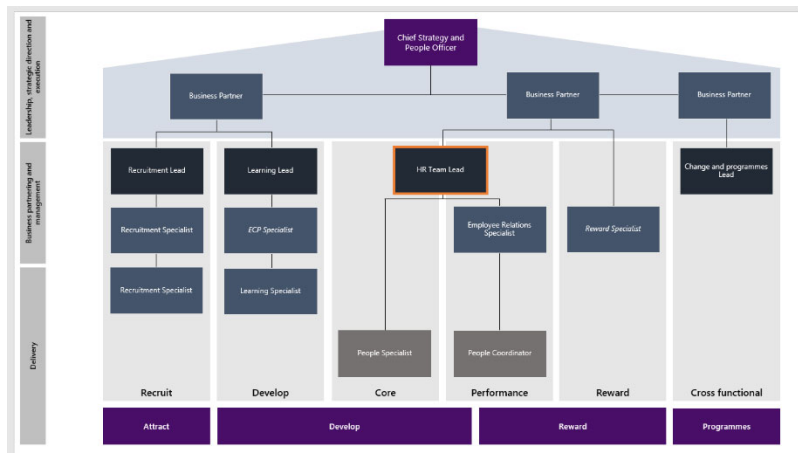 Leadership, strategic direction and
execution
Chief Strategy and
People Officer
Business Partner
Business Partner
Business Partner
Business partnering and
management
Recruitment Lead
Learning Lead
HR Team Lead
Change and programmes
Lead
Recruitment Specialist
ECP Specialist
Employee Relations
Specialist
Reward Specialist
Recruitment Specialist
Learning Specialist
Delivery
People Specialist
People Coordinator
Recruit
Develop
Core
Performance
Reward
Cross functional
Attract
Develop
Reward
Programmes